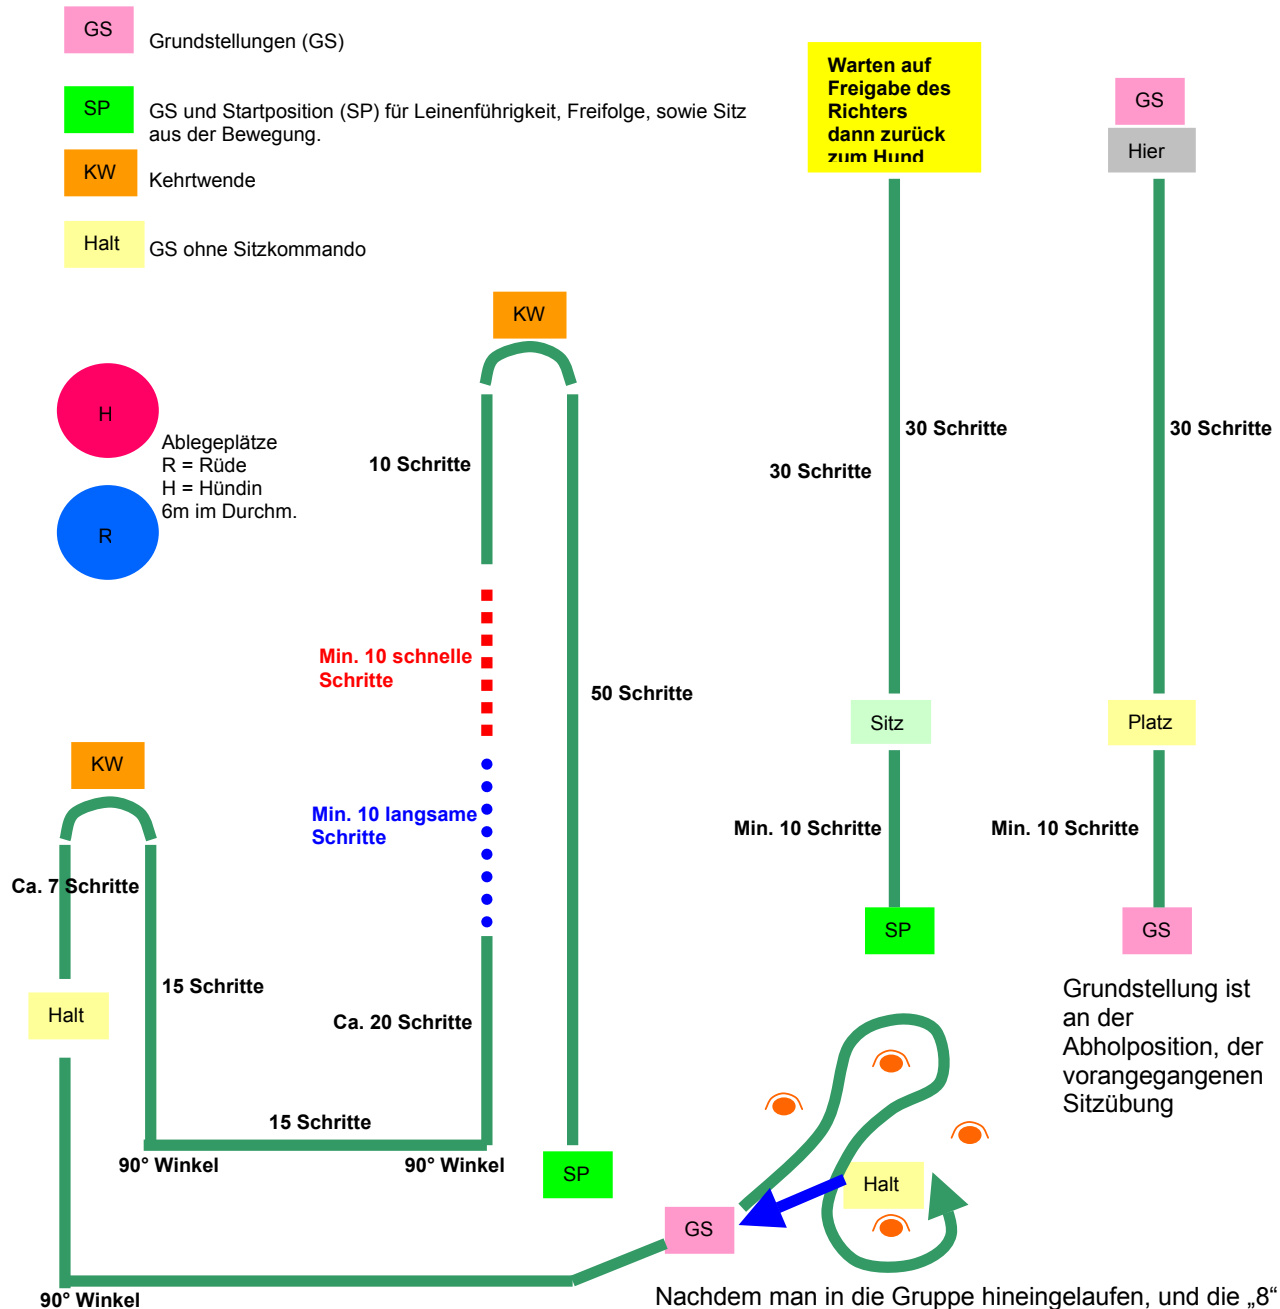 GS
Grundstellungen (GS)
SP
GS und Startposition (SP) für Leinenführigkeit, Freifolge, sowie Sitz
aus der Bewegung.
KW
Kehrtwende
Halt
GS ohne Sitzkommando
Warten auf
Freigabe des
Richters
dann zurück
zum Hund
GS
Hier
KW
H
Ablegeplätze
R = Rüde
H = Hündin
6m im Durchm.
R
10 Schritte
30 Schritte
30 Schritte
30 Schritte
Min. 10 schnelle
Schritte
50 Schritte
Sitz
Platz
KW
Min. 10 langsame
Schritte
Min. 10 Schritte
Min. 10 Schritte
Ca. 7 Schritte
SP
GS
15 Schritte
Halt
Ca. 20 Schritte
Grundstellung ist
an der
Abholposition, der
vorangegangenen
Sitzübung
15 Schritte
90° Winkel
90° Winkel
SP
Halt
GS
90° Winkel
Nachdem man in die Gruppe hineingelaufen, und die „8“